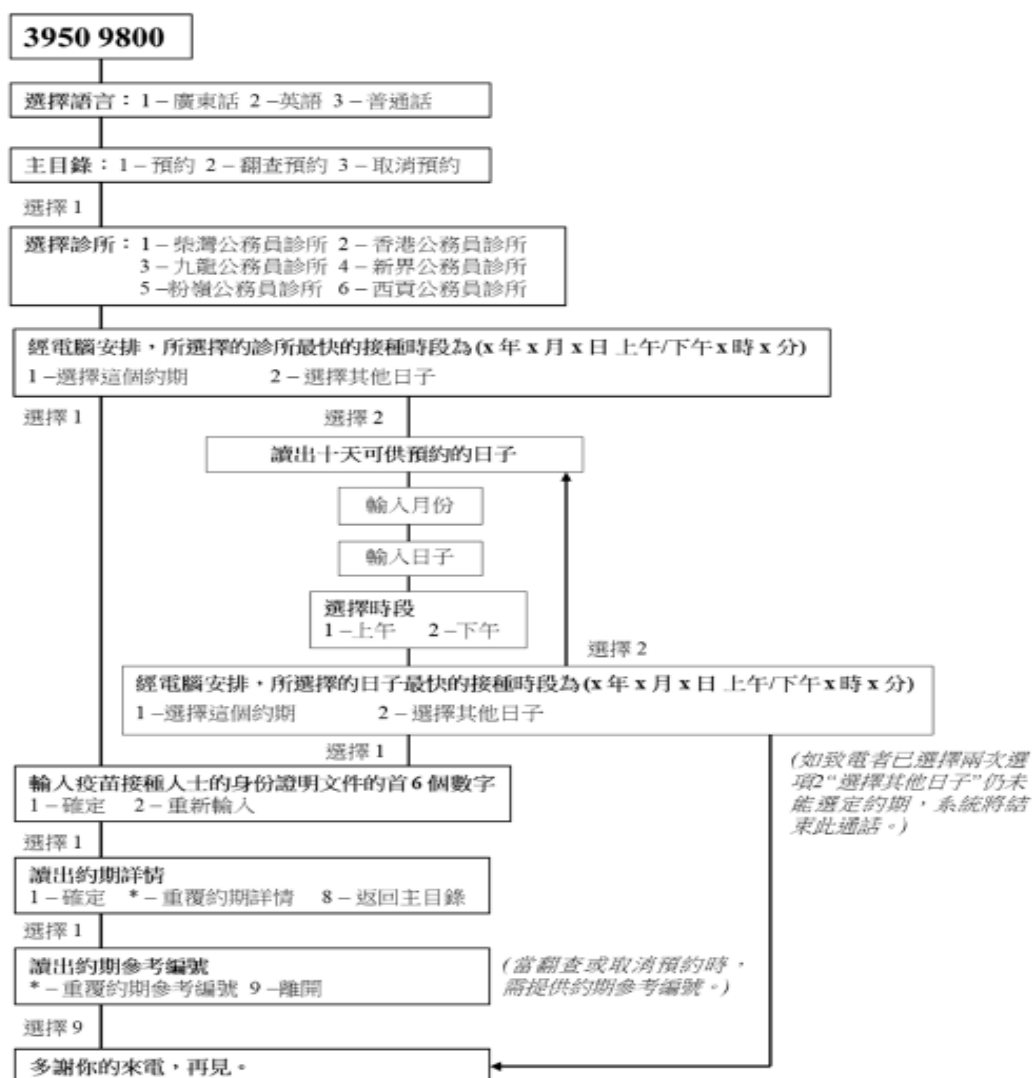 3950 9800
選擇語言：1 – 廣東話 2 –英語 3 – 普通話
主目錄：1 – 預約 2 – 翻查預約 3 – 取消預約
選擇 1
選擇診所： 1 – 柴灣公務員診所 2 – 香港公務員診所
3 – 九龍公務員診所 4 – 新界公務員診所
5 –粉嶺公務員診所 6 – 西貢公務員診所
經電腦安排，所選擇的診所最快的接種時段為(x 年 x 月 x 日 上午/下午 x 時 x 分)
1 –選擇這個約期 2 – 選擇其他日子
選擇 1
選擇 2
讀出十天可供預約的日子
輸入月份
輸入日子
選擇時段
1 –上午 2 –下午
選擇 2
經電腦安排，所選擇的日子最快的接種時段為(x 年 x 月 x 日 上午/下午 x 時 x 分)
1 –選擇這個約期 2 – 選擇其他日子
選擇 1
(如致電者已選擇兩次選
項2“選擇其他日子”仍未
能選定約期，系統將結
束此通話。)
輸入疫苗接種人士的身份證明文件的首 6 個數字
1 – 確定 2 – 重新輸入
選擇 1
讀出約期詳情
1 – 確定 * – 重覆約期詳情 8 – 返回主目錄
選擇 1
讀出約期參考編號
* – 重覆約期參考編號 9 –離開
(當翻查或取消預約時，
需提供約期參考編號。)
選擇 9
多謝你的來電，再見。